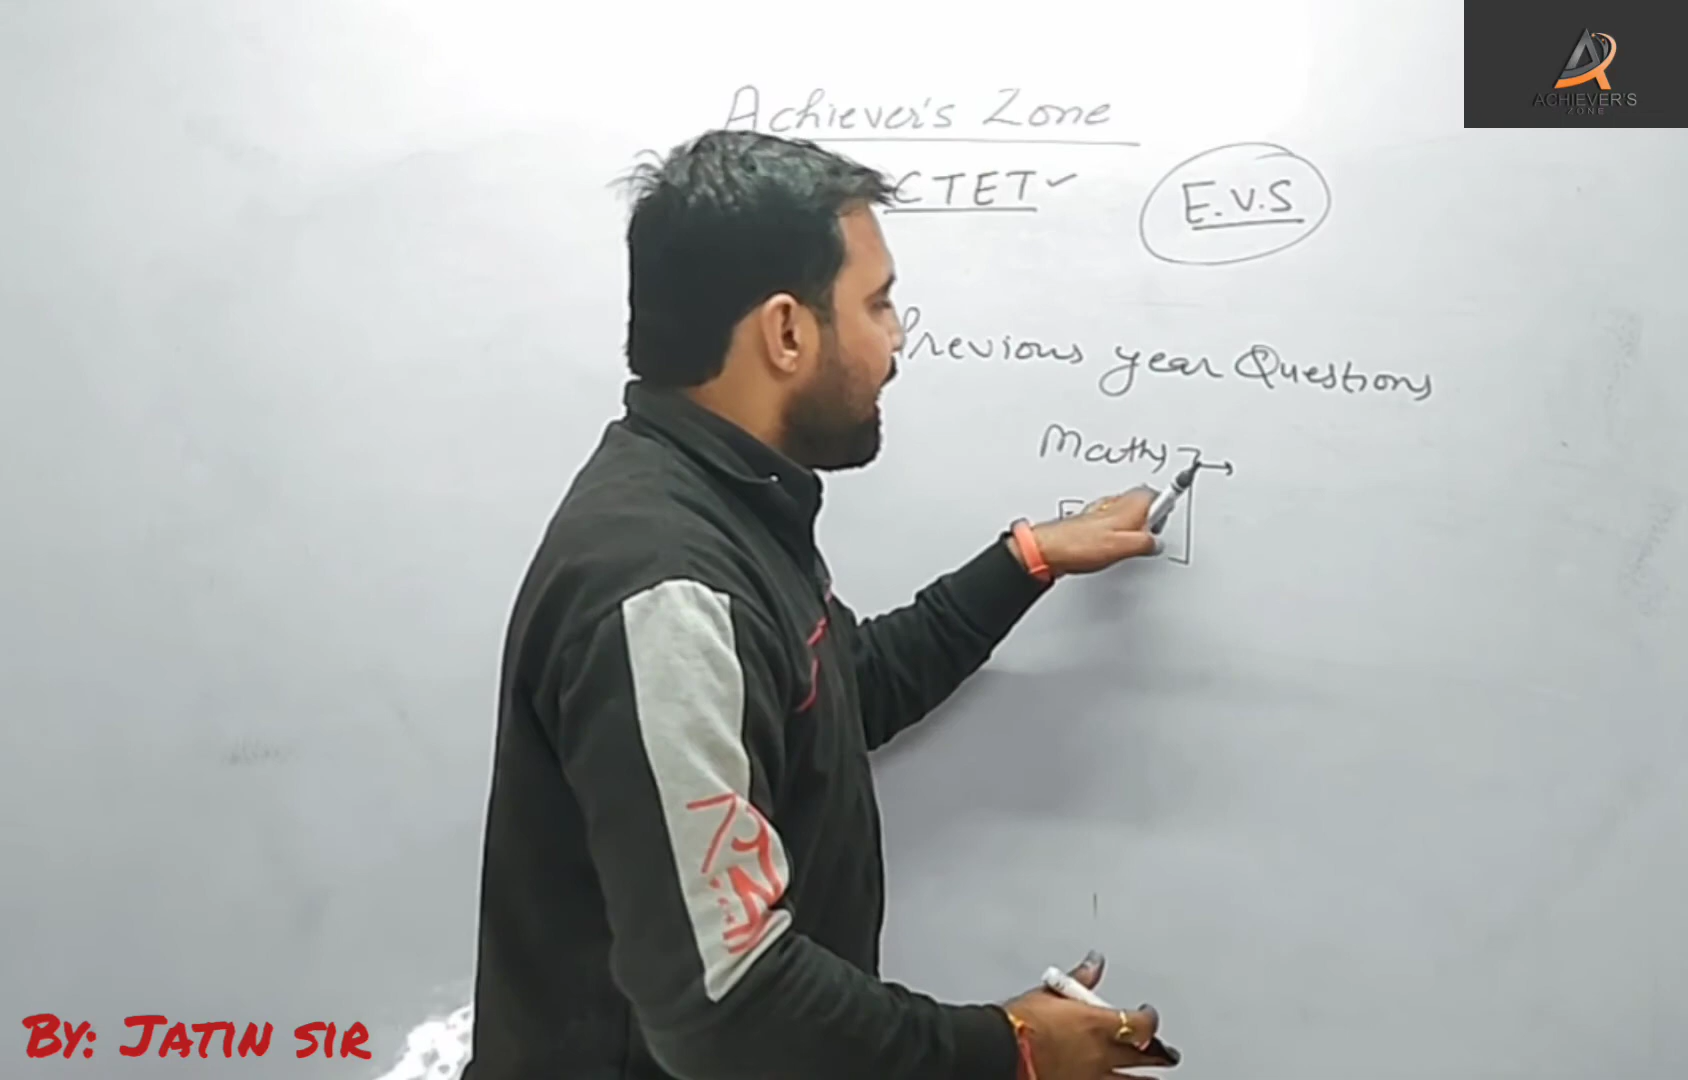 ACHIEVER'S
ZONE
Achiever's Zone
CTET ✓
E.V.S
Previous year Questions
Maths
By: Jatin sir